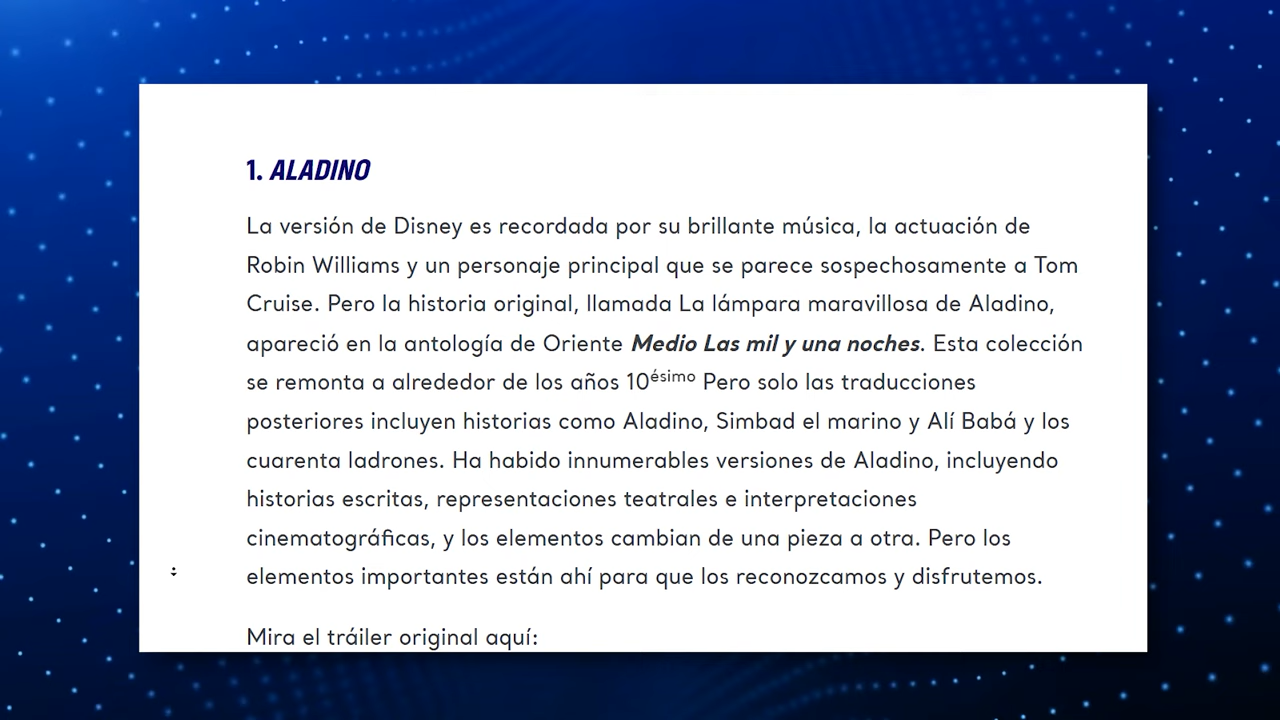 1. ALADINO
La versión de Disney es recordada por su brillante música, la actuación de
Robin Williams y un personaje principal que se parece sospechosamente a Tom
Cruise. Pero la historia original, llamada La lámpara maravillosa de Aladino,
apareció en la antología de Oriente Medio Las mil y una noches. Esta colección
se remonta a alrededor de los años 10ésimo Pero solo las traducciones
posteriores incluyen historias como Aladino, Simbad el marino y Alí Babá y los
cuarenta ladrones. Ha habido innumerables versiones de Aladino, incluyendo
historias escritas, representaciones teatrales e interpretaciones
cinematográficas, y los elementos cambian de una pieza a otra. Pero los
elementos importantes están ahí para que los reconozcamos y disfrutemos.
Mira el tráiler original aquí: